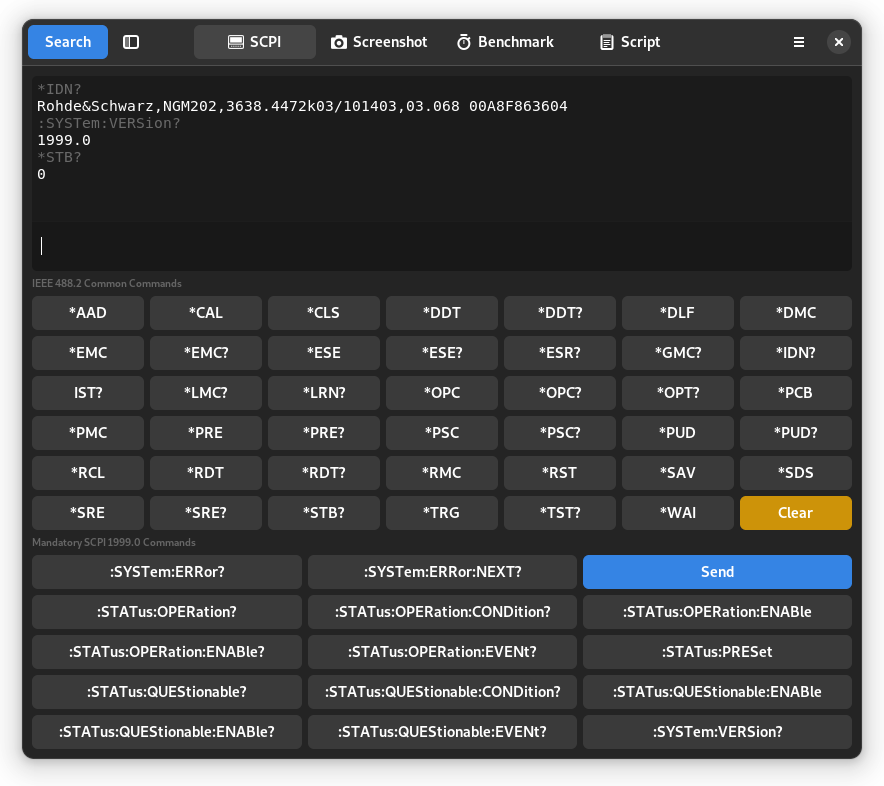 Search SCPI Screenshot Benchmark Script
*IDN?
Rohde&Schwarz,NGM202,3638.4472k03/101403,03.068 00A8F863604
:SYSTem:VERSion?
1999.0
*STB?
0
IEEE 488.2 Common Commands
*AAD *CAL *CLS *DDT *DDT? *DLF *DMC
*EMC *EMC? *ESE *ESE? *ESR? *GMC? *IDN?
IST? *LMC? *LRN? *OPC *OPC? *OPT? *PCB
*PMC *PRE *PRE? *PSC *PSC? *PUD *PUD?
*RCL *RDT *RDT? *RMC *RST *SAV *SDS
*SRE *SRE? *STB? *TRG *TST? *WAI Clear
Mandatory SCPI 1999.0 Commands
:SYSTem:ERRor? :SYSTem:ERRor:NEXT? Send
:STATus:OPERation? :STATus:OPERation:CONDition? :STATus:OPERation:ENABle
:STATus:OPERation:ENABle? :STATus:OPERation:EVENt? :STATus:PRESet
:STATus:QUEStionable? :STATus:QUEStionable:CONDition? :STATus:QUEStionable:ENABle
:STATus:QUEStionable:ENABle? :STATus:QUEStionable:EVENt? :SYSTem:VERSion?